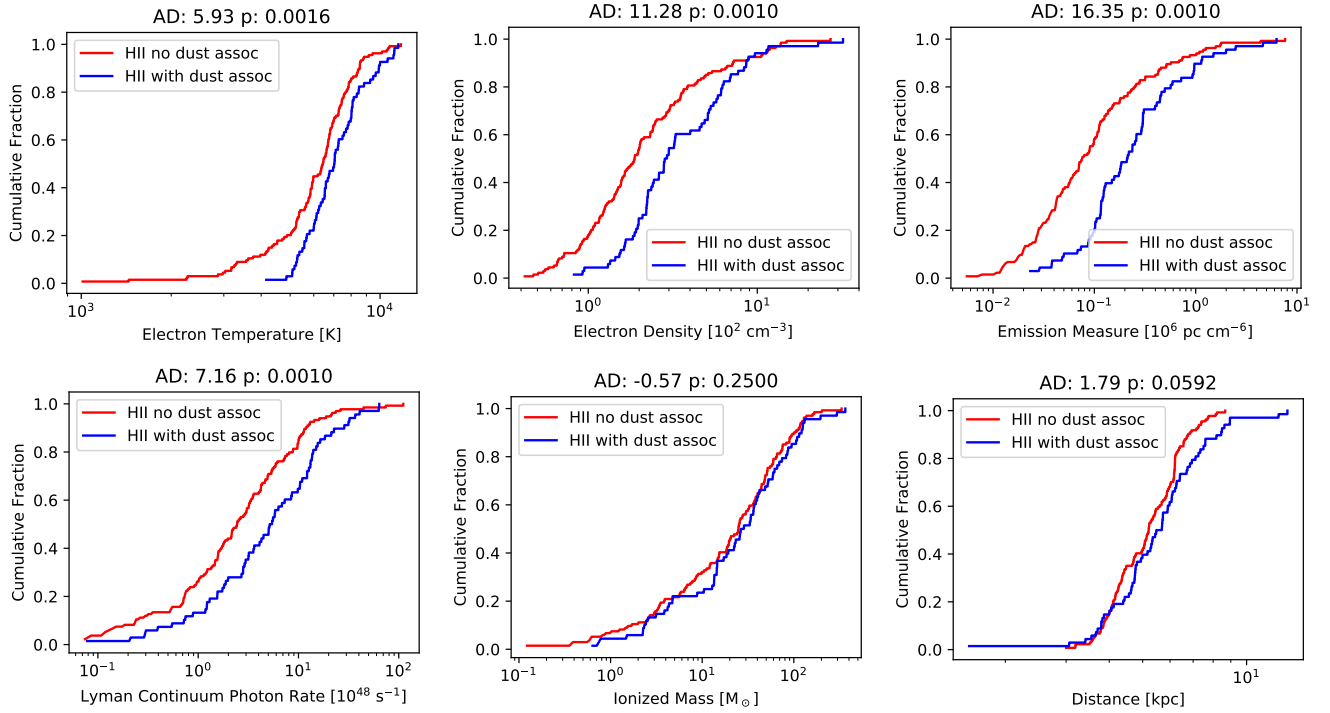 AD: 5.93 p: 0.0016
HII no dust assoc
HII with dust assoc
Cumulative Fraction
1.0
0.8
0.6
0.4
0.2
0.0
10³
10⁴
Electron Temperature [K]
AD: 11.28 p: 0.0010
HII no dust assoc
HII with dust assoc
Cumulative Fraction
1.0
0.8
0.6
0.4
0.2
0.0
10⁰
10¹
Electron Density [10² cm⁻³]
AD: 16.35 p: 0.0010
HII no dust assoc
HII with dust assoc
Cumulative Fraction
1.0
0.8
0.6
0.4
0.2
0.0
10⁻²
10⁻¹
10⁰
10¹
Emission Measure [10⁶ pc cm⁻⁶]
AD: 7.16 p: 0.0010
HII no dust assoc
HII with dust assoc
Cumulative Fraction
1.0
0.8
0.6
0.4
0.2
0.0
10⁻¹
10⁰
10¹
10²
Lyman Continuum Photon Rate [10⁴⁸ s⁻¹]
AD: -0.57 p: 0.2500
HII no dust assoc
HII with dust assoc
Cumulative Fraction
1.0
0.8
0.6
0.4
0.2
0.0
10⁻¹
10⁰
10¹
10²
Ionized Mass [M☉]
AD: 1.79 p: 0.0592
HII no dust assoc
HII with dust assoc
Cumulative Fraction
1.0
0.8
0.6
0.4
0.2
0.0
10¹
Distance [kpc]